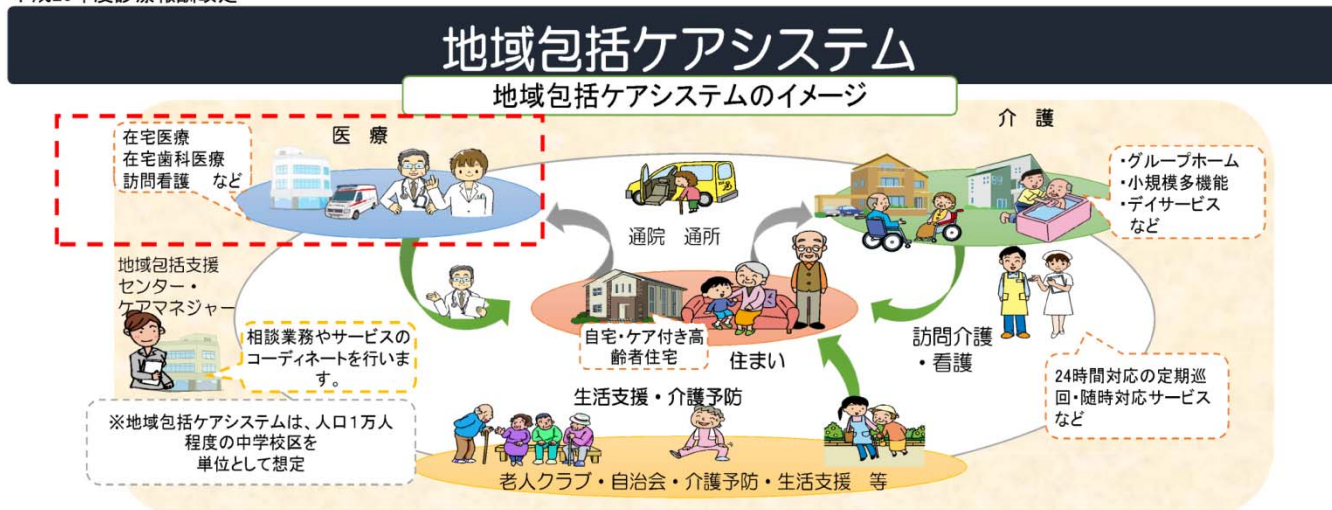 地域包括ケアシステム
地域包括ケアシステムのイメージ
医 療
介 護
在宅医療
在宅歯科医療
訪問看護 など
・グループホーム
・小規模多機能
・デイサービス
など
通院 通所
地域包括支援
センター・
ケアマネジャー
相談業務やサービスの
コーディネートを行いま
す。
自宅・ケア付き高
齢者住宅
住まい
訪問介護
・看護
24時間対応の定期巡
回・随時対応サービス
など
※地域包括ケアシステムは、人口1万人
程度の中学校区を
単位として想定
生活支援・介護予防
老人クラブ・自治会・介護予防・生活支援 等